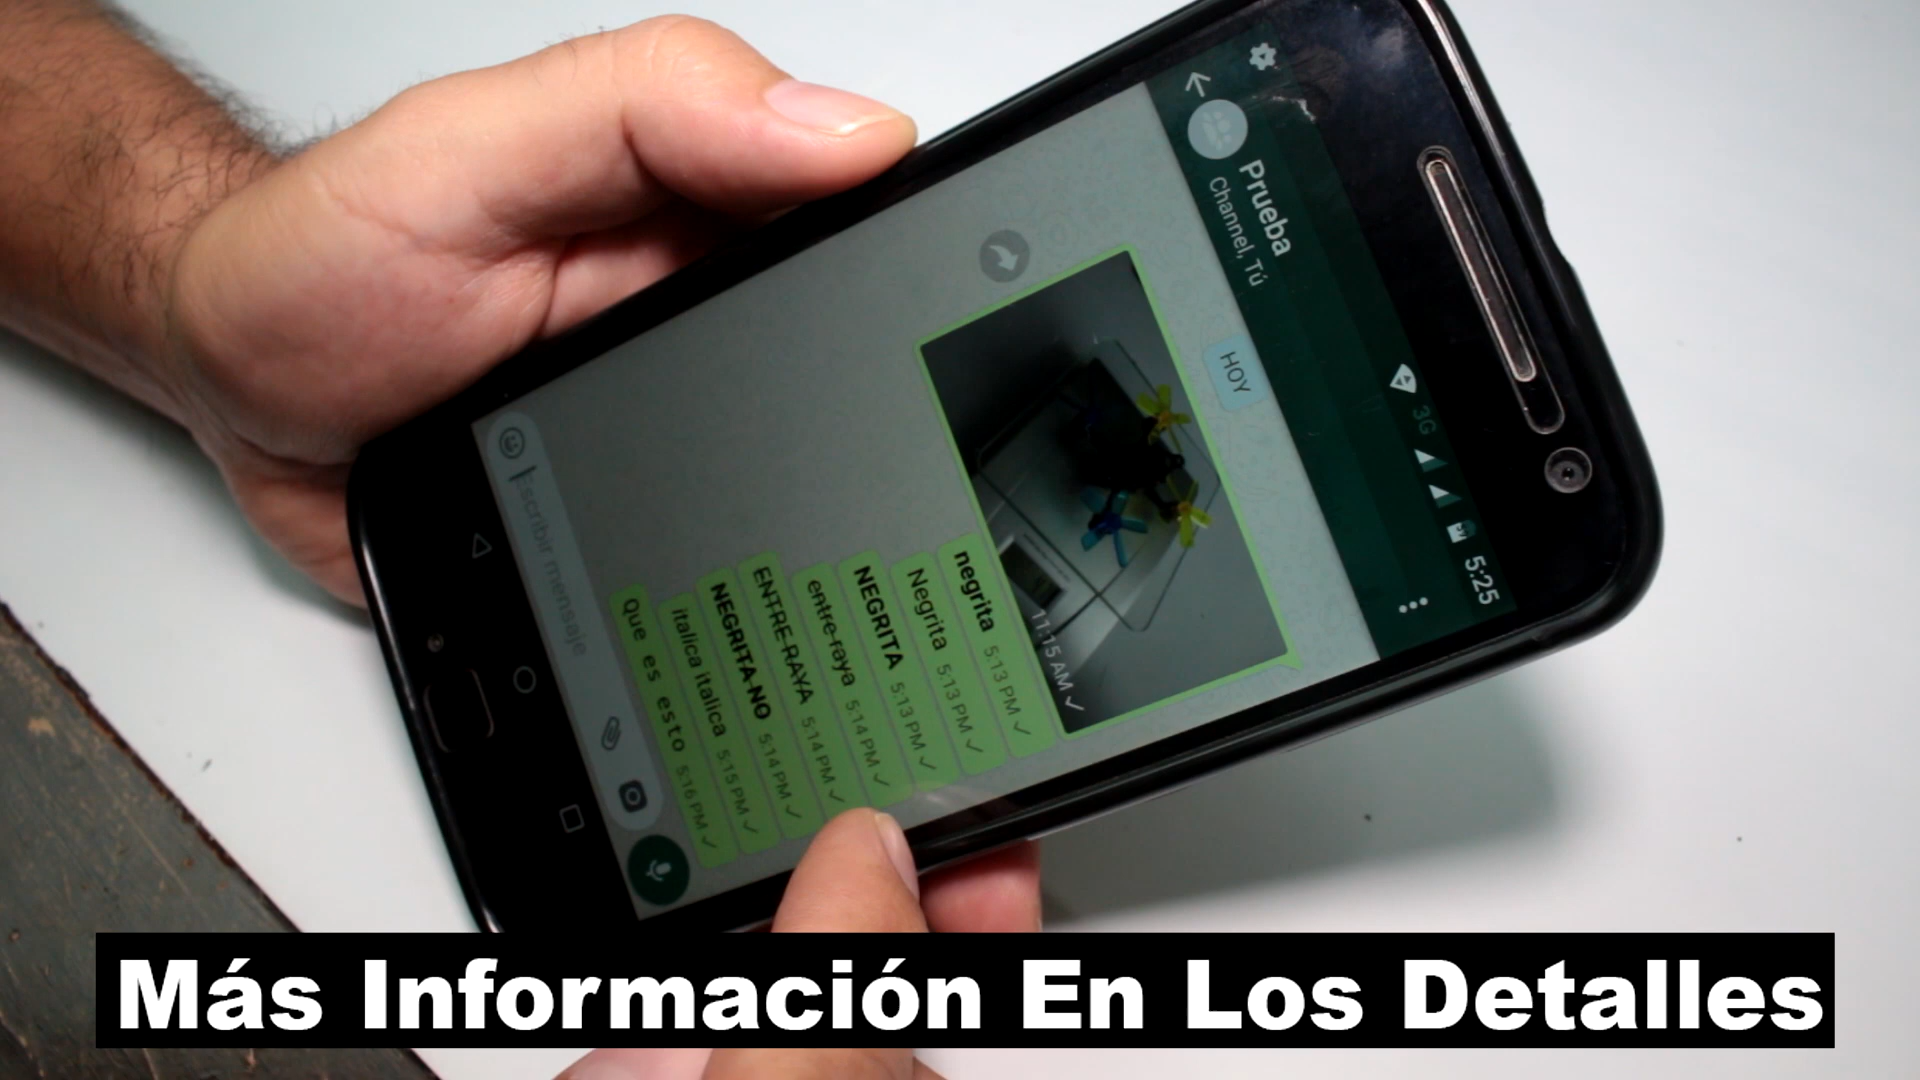 3G 5:25
Prueba
Channel, Tú
HOY
11:15 AM
negrita 5:13 PM
Negrita 5:13 PM
NEGRITA 5:13 PM
entre-raya 5:14 PM
ENTRE-RAYA 5:14 PM
NEGRITA-NO 5:14 PM
italica italica 5:15 PM
Que es esto 5:16 PM
Escribir mensaje
Más Información En Los Detalles